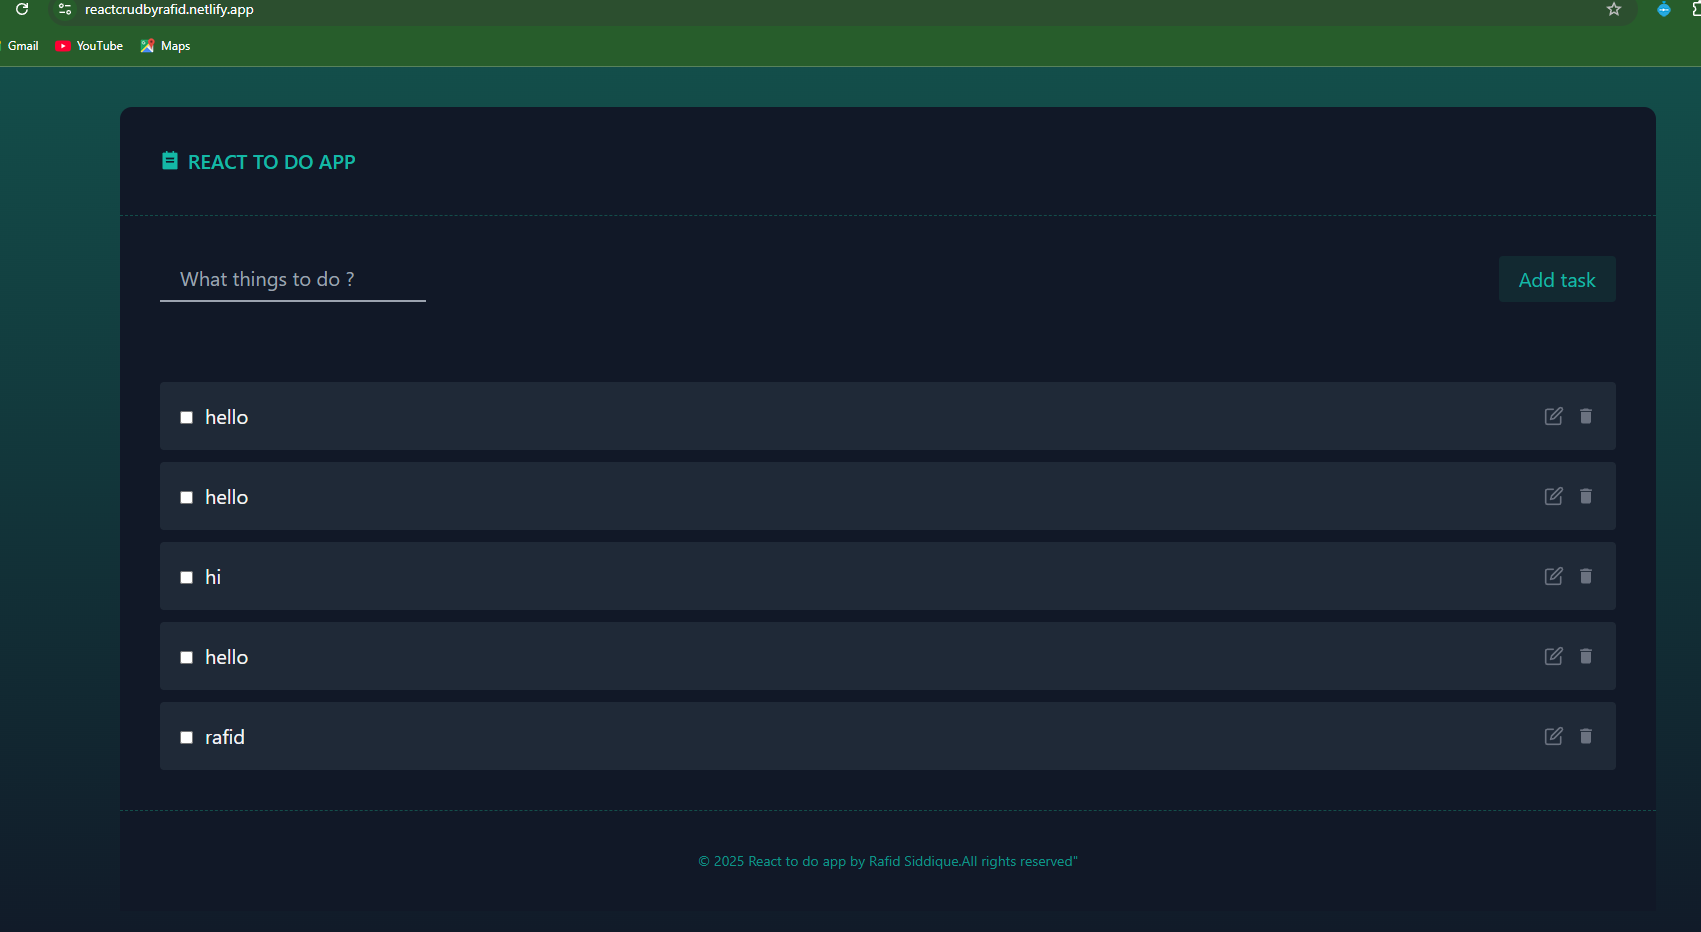 reactcrudbyrafid.netlify.app
Gmail YouTube Maps
REACT TO DO APP
What things to do ?
Add task
hello
hello
hi
hello
rafid
© 2025 React to do app by Rafid Siddique.All rights reserved"